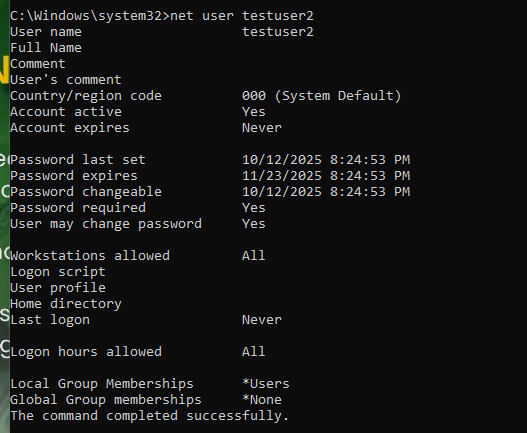 C:\Windows\system32>net user testuser2
User name                    testuser2
Full Name
Comment
User's comment
Country/region code          000 (System Default)
Account active               Yes
Account expires              Never

Password last set            10/12/2025 8:24:53 PM
Password expires             11/23/2025 8:24:53 PM
Password changeable          10/12/2025 8:24:53 PM
Password required            Yes
User may change password     Yes

Workstations allowed         All
Logon script
User profile
Home directory
Last logon                   Never

Logon hours allowed          All

Local Group Memberships      *Users
Global Group memberships     *None
The command completed successfully.